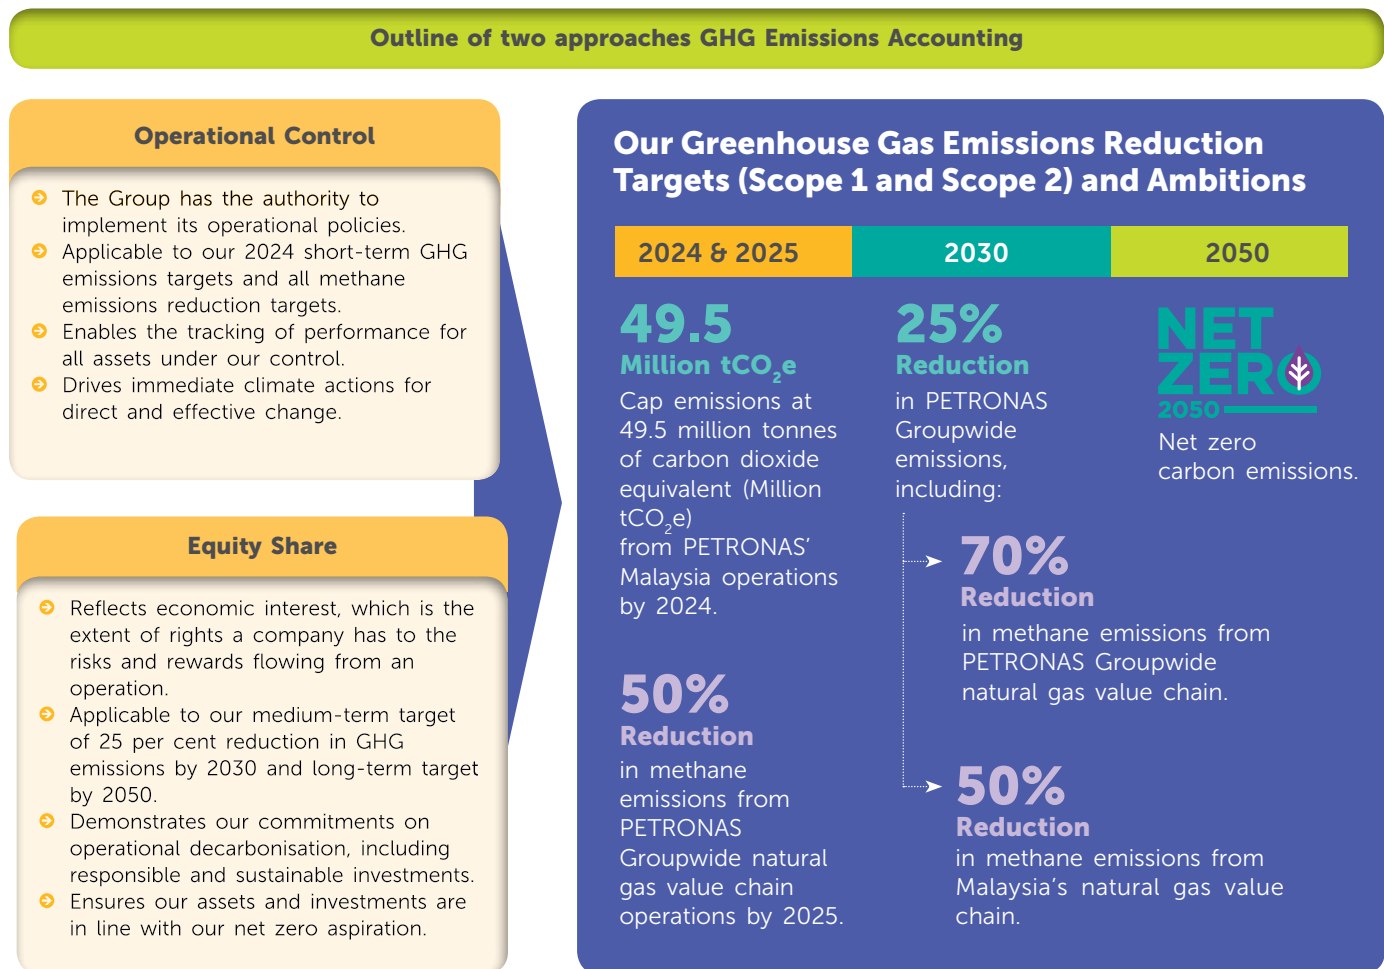 Outline of two approaches GHG Emissions Accounting
Operational Control
The Group has the authority to
implement its operational policies.
Applicable to our 2024 short-term GHG
emissions targets and all methane
emissions reduction targets.
Enables the tracking of performance for
all assets under our control.
Drives immediate climate actions for
direct and effective change.
Equity Share
Reflects economic interest, which is the
extent of rights a company has to the
risks and rewards flowing from an
operation.
Applicable to our medium-term target
of 25 per cent reduction in GHG
emissions by 2030 and long-term target
by 2050.
Demonstrates our commitments on
operational decarbonisation, including
responsible and sustainable investments.
Ensures our assets and investments are
in line with our net zero aspiration.
Our Greenhouse Gas Emissions Reduction
Targets (Scope 1 and Scope 2) and Ambitions
2024 & 2025
2030
2050
49.5
Million tCO₂e
Cap emissions at
49.5 million tonnes
of carbon dioxide
equivalent (Million
tCO₂e)
from PETRONAS’
Malaysia operations
by 2024.
50%
Reduction
in methane
emissions from
PETRONAS
Groupwide natural
gas value chain
operations by 2025.
25%
Reduction
in PETRONAS
Groupwide
emissions,
including:
70%
Reduction
in methane emissions from
PETRONAS Groupwide
natural gas value chain.
50%
Reduction
in methane emissions from
Malaysia’s natural gas value
chain.
NET
ZERO
2050
Net zero
carbon emissions.